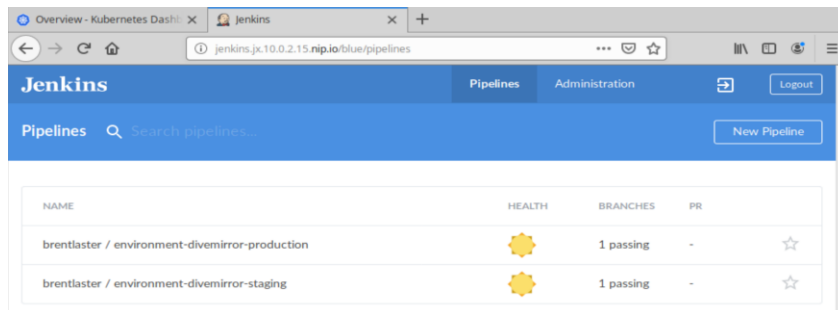 Overview - Kubernetes Dashb
Jenkins
jenkins.jx.10.0.2.15.nip.io/blue/pipelines
Jenkins
Pipelines Administration Logout
Pipelines Search pipelines... New Pipeline
NAME HEALTH BRANCHES PR
brentlaster / environment-divemirror-production 1 passing -
brentlaster / environment-divemirror-staging 1 passing -